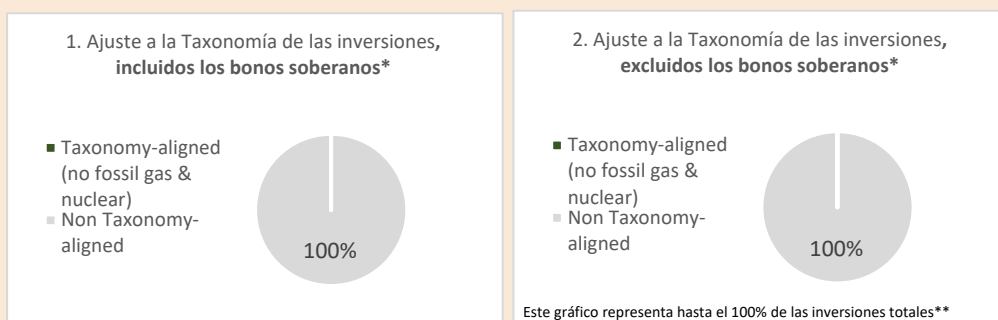 1. Ajuste a la Taxonomía de las inversiones,
incluidos los bonos soberanos*
Taxonomy-aligned
(no fossil gas &
nuclear)
Non Taxonomy-
aligned
100%
2. Ajuste a la Taxonomía de las inversiones,
excluidos los bonos soberanos*
Taxonomy-aligned
(no fossil gas &
nuclear)
Non Taxonomy-
aligned
100%
Este gráfico representa hasta el 100% de las inversiones totales**